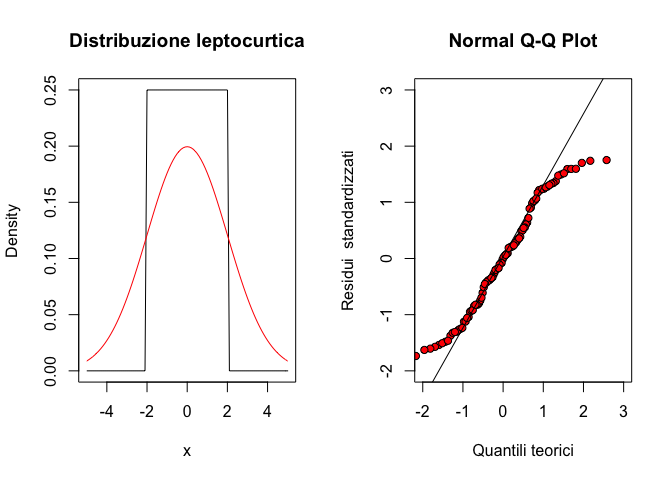 Distribuzione leptocurtica
Density
0.00 0.05 0.10 0.15 0.20 0.25
-4 -2 0 2 4
x
Normal Q-Q Plot
Residui standardizzati
-2 -1 0 1 2 3
-2 -1 0 1 2 3
Quantili teorici